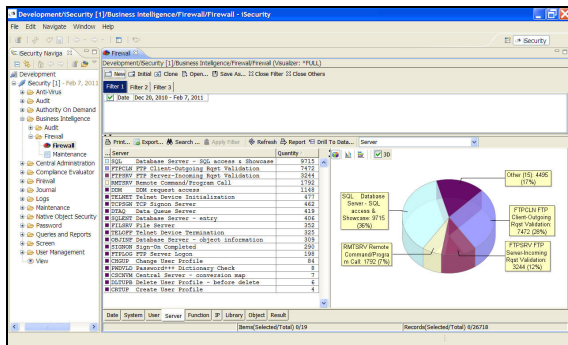 Development/iSecurity [1]/Business Intelligence/Firewall/Firewall - iSecurity
File Edit Navigate Window Help
iSecurity
iSecurity Naviga
Development
iSecurity [1] - Feb 7, 2011
Anti-Virus
Audit
Authority On Demand
Business Intelligence
Audit
Firewall
Firewall
Maintenance
Central Administration
Compliance Evaluator
Firewall
Journal
Logs
Maintenance
Native Object Security
Password
Queries and Reports
Screen
User Management
View
Firewall
Development/iSecurity [1]/Business Intelligence/Firewall/Firewall (Visualizer: *FULL)
New Initial Clone Open... Save As... Close Filter Close Others
Filter 1 Filter 2 Filter 3
Date Dec 20, 2010 - Feb 7, 2011
Print... Export... Search... Apply Filter Refresh Report Drill To Data... Server
... Server Quantity
SQL Database Server - SQL access & Showcase 9715
FTPCLN FTP Client-Outgoing Rqst Validation 7472
FTPSRV FTP Server-Incoming Rqst Validation 3244
RMTSRV Remote Command/Program Call 1792
DDM DDM request access 1148
TELNET Telnet Device Initialization 477
TCPSGN TCP Signon Server 462
DTAQ Data Queue Server 419
SQLENT Database Server - entry 406
FILSRV File Server 352
TELOFF Telnet Device Termination 325
OBJINF Database Server - object information 309
SIGNON Sign-On Completed 290
FTPLOG FTP Server Logon 198
CHGUP Change User Profile 84
PWDVLD Password+++ Dictionary Check 8
CSCNVM Central Server - conversion map 7
DLTUPB Delete User Profile - before delete 6
CRTUP Create User Profile 4
3D
Other (15): 4495
(17%)
SQL Database
Server - SQL
access &
Showcase: 9715
(36%)
FTPCLN FTP
Client-Outgoing
Rqst Validation:
7472 (28%)
RMTSRV Remote
Command/Progra
m Call: 1792 (7%)
FTPSRV FTP
Server-Incoming
Rqst Validation:
3244 (12%)
Date System User Server Function IP Library Object Result
Items(Selected/Total) 0/19
Records(Selected/Total) 0/26718